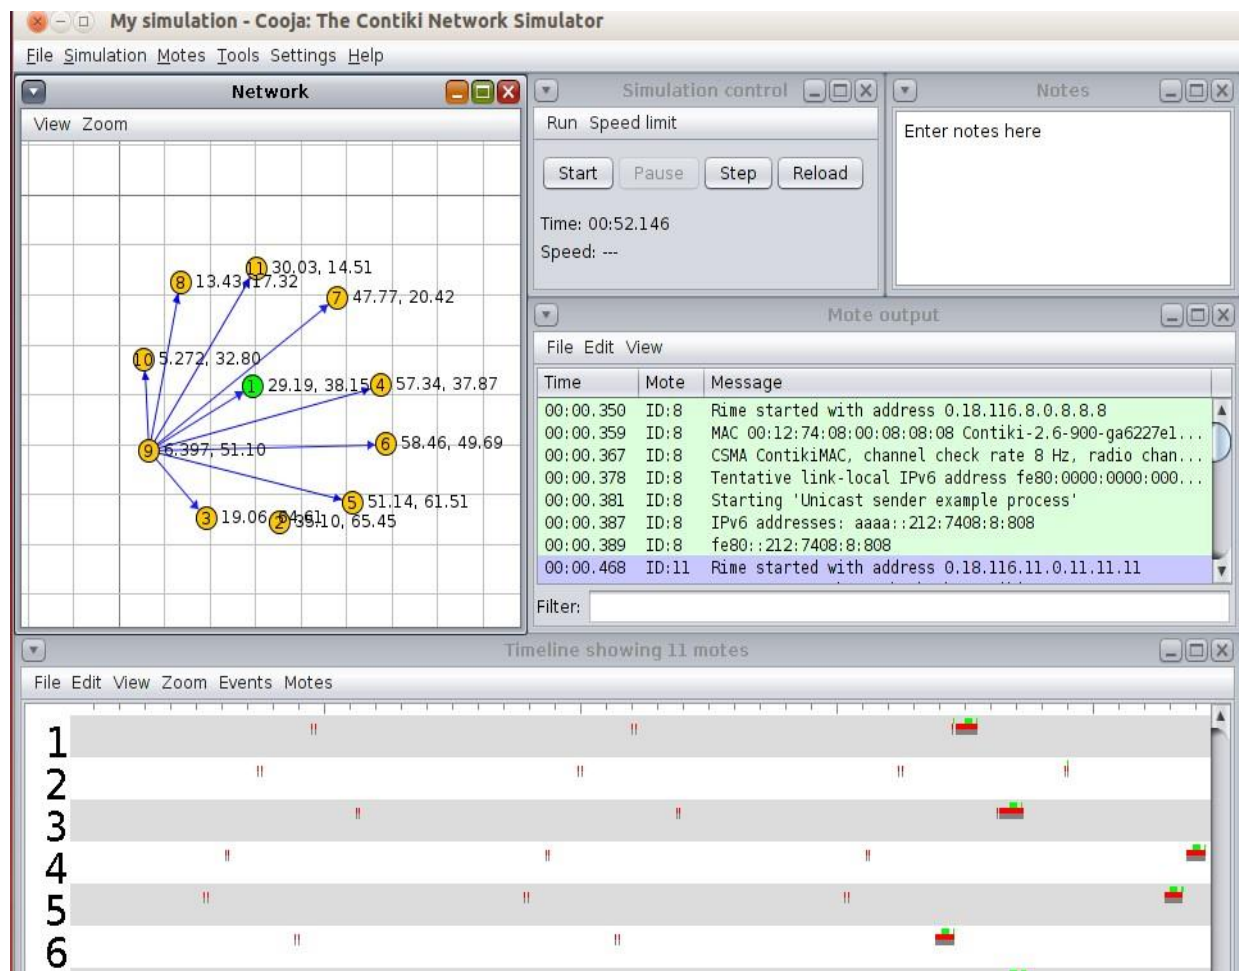 My simulation - Cooja: The Contiki Network Simulator
File Simulation Motes Tools Settings Help
Network
View Zoom
11 30.03, 14.51
8 13.43, 17.32
7 47.77, 20.42
10 5.272, 32.80
1 29.19, 38.15
4 57.34, 37.87
6 58.46, 49.69
9 6.397, 51.10
5 51.14, 61.51
3 19.06, 64.61
2 35.10, 65.45
Simulation control
Run Speed limit
Start Pause Step Reload
Time: 00:52.146
Speed: ---
Notes
Enter notes here
Mote output
File Edit View
Time Mote Message
00:00.350 ID:8 Rime started with address 0.18.116.8.0.8.8.8
00:00.359 ID:8 MAC 00:12:74:08:00:08:08:08 Contiki-2.6-900-ga6227e1...
00:00.367 ID:8 CSMA ContikiMAC, channel check rate 8 Hz, radio chan...
00:00.378 ID:8 Tentative link-local IPv6 address fe80:0000:0000:000...
00:00.381 ID:8 Starting 'Unicast sender example process'
00:00.387 ID:8 IPv6 addresses: aaaa::212:7408:8:808
00:00.389 ID:8 fe80::212:7408:8:808
00:00.468 ID:11 Rime started with address 0.18.116.11.0.11.11.11
Filter:
Timeline showing 11 motes
File Edit View Zoom Events Motes
1
2
3
4
5
6